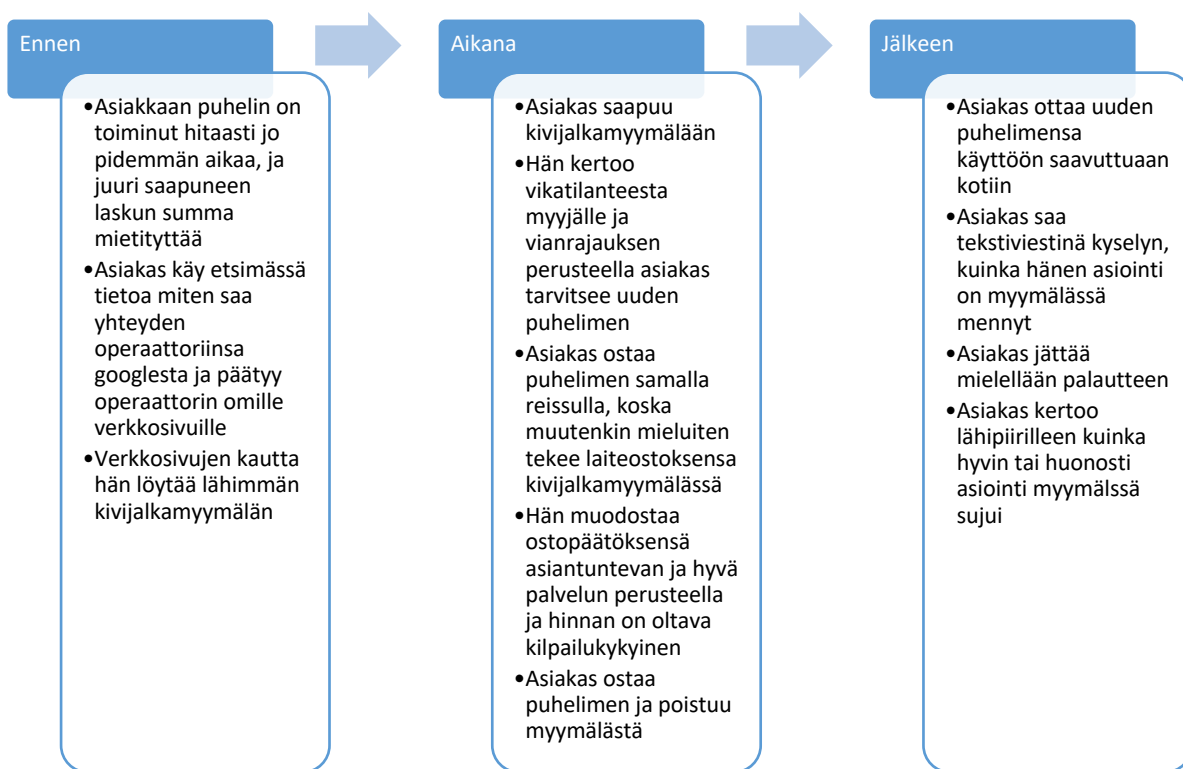 Ennen
•Asiakkaan puhelin on
toiminut hitaasti jo
pidemmän aikaa, ja
juuri saapuneen
laskun summa
mietityttää
•Asiakas käy etsimässä
tietoa miten saa
yhteyden
operaattoriinsa
googlesta ja päätyy
operaattorin omille
verkkosivuille
•Verkkosivujen kautta
hän löytää lähimmän
kivijalkamyymälän
Aikana
•Asiakas saapuu
kivijalkamyymälään
•Hän kertoo
vikatilanteesta
myyjälle ja
vianrajauksen
perusteella asiakas
tarvitsee uuden
puhelimen
•Asiakas ostaa
puhelimen samalla
reissulla, koska
muutenkin mieluiten
tekee laiteostoksensa
kivijalkamyymälässä
•Hän muodostaa
ostopäätöksensä
asiantuntevan ja hyvä
palvelun perusteella
ja hinnan on oltava
kilpailukykyinen
•Asiakas ostaa
puhelimen ja poistuu
myymälästä
Jälkeen
•Asiakas ottaa uuden
puhelimensa
käyttöön saavuttuaan
kotiin
•Asiakas saa
tekstiviestinä kyselyn,
kuinka hänen asiointi
on myymälässä
mennyt
•Asiakas jättää
mielellään palautteen
•Asiakas kertoo
lähipiirilleen kuinka
hyvin tai huonosti
asiointi myymälssä
sujui